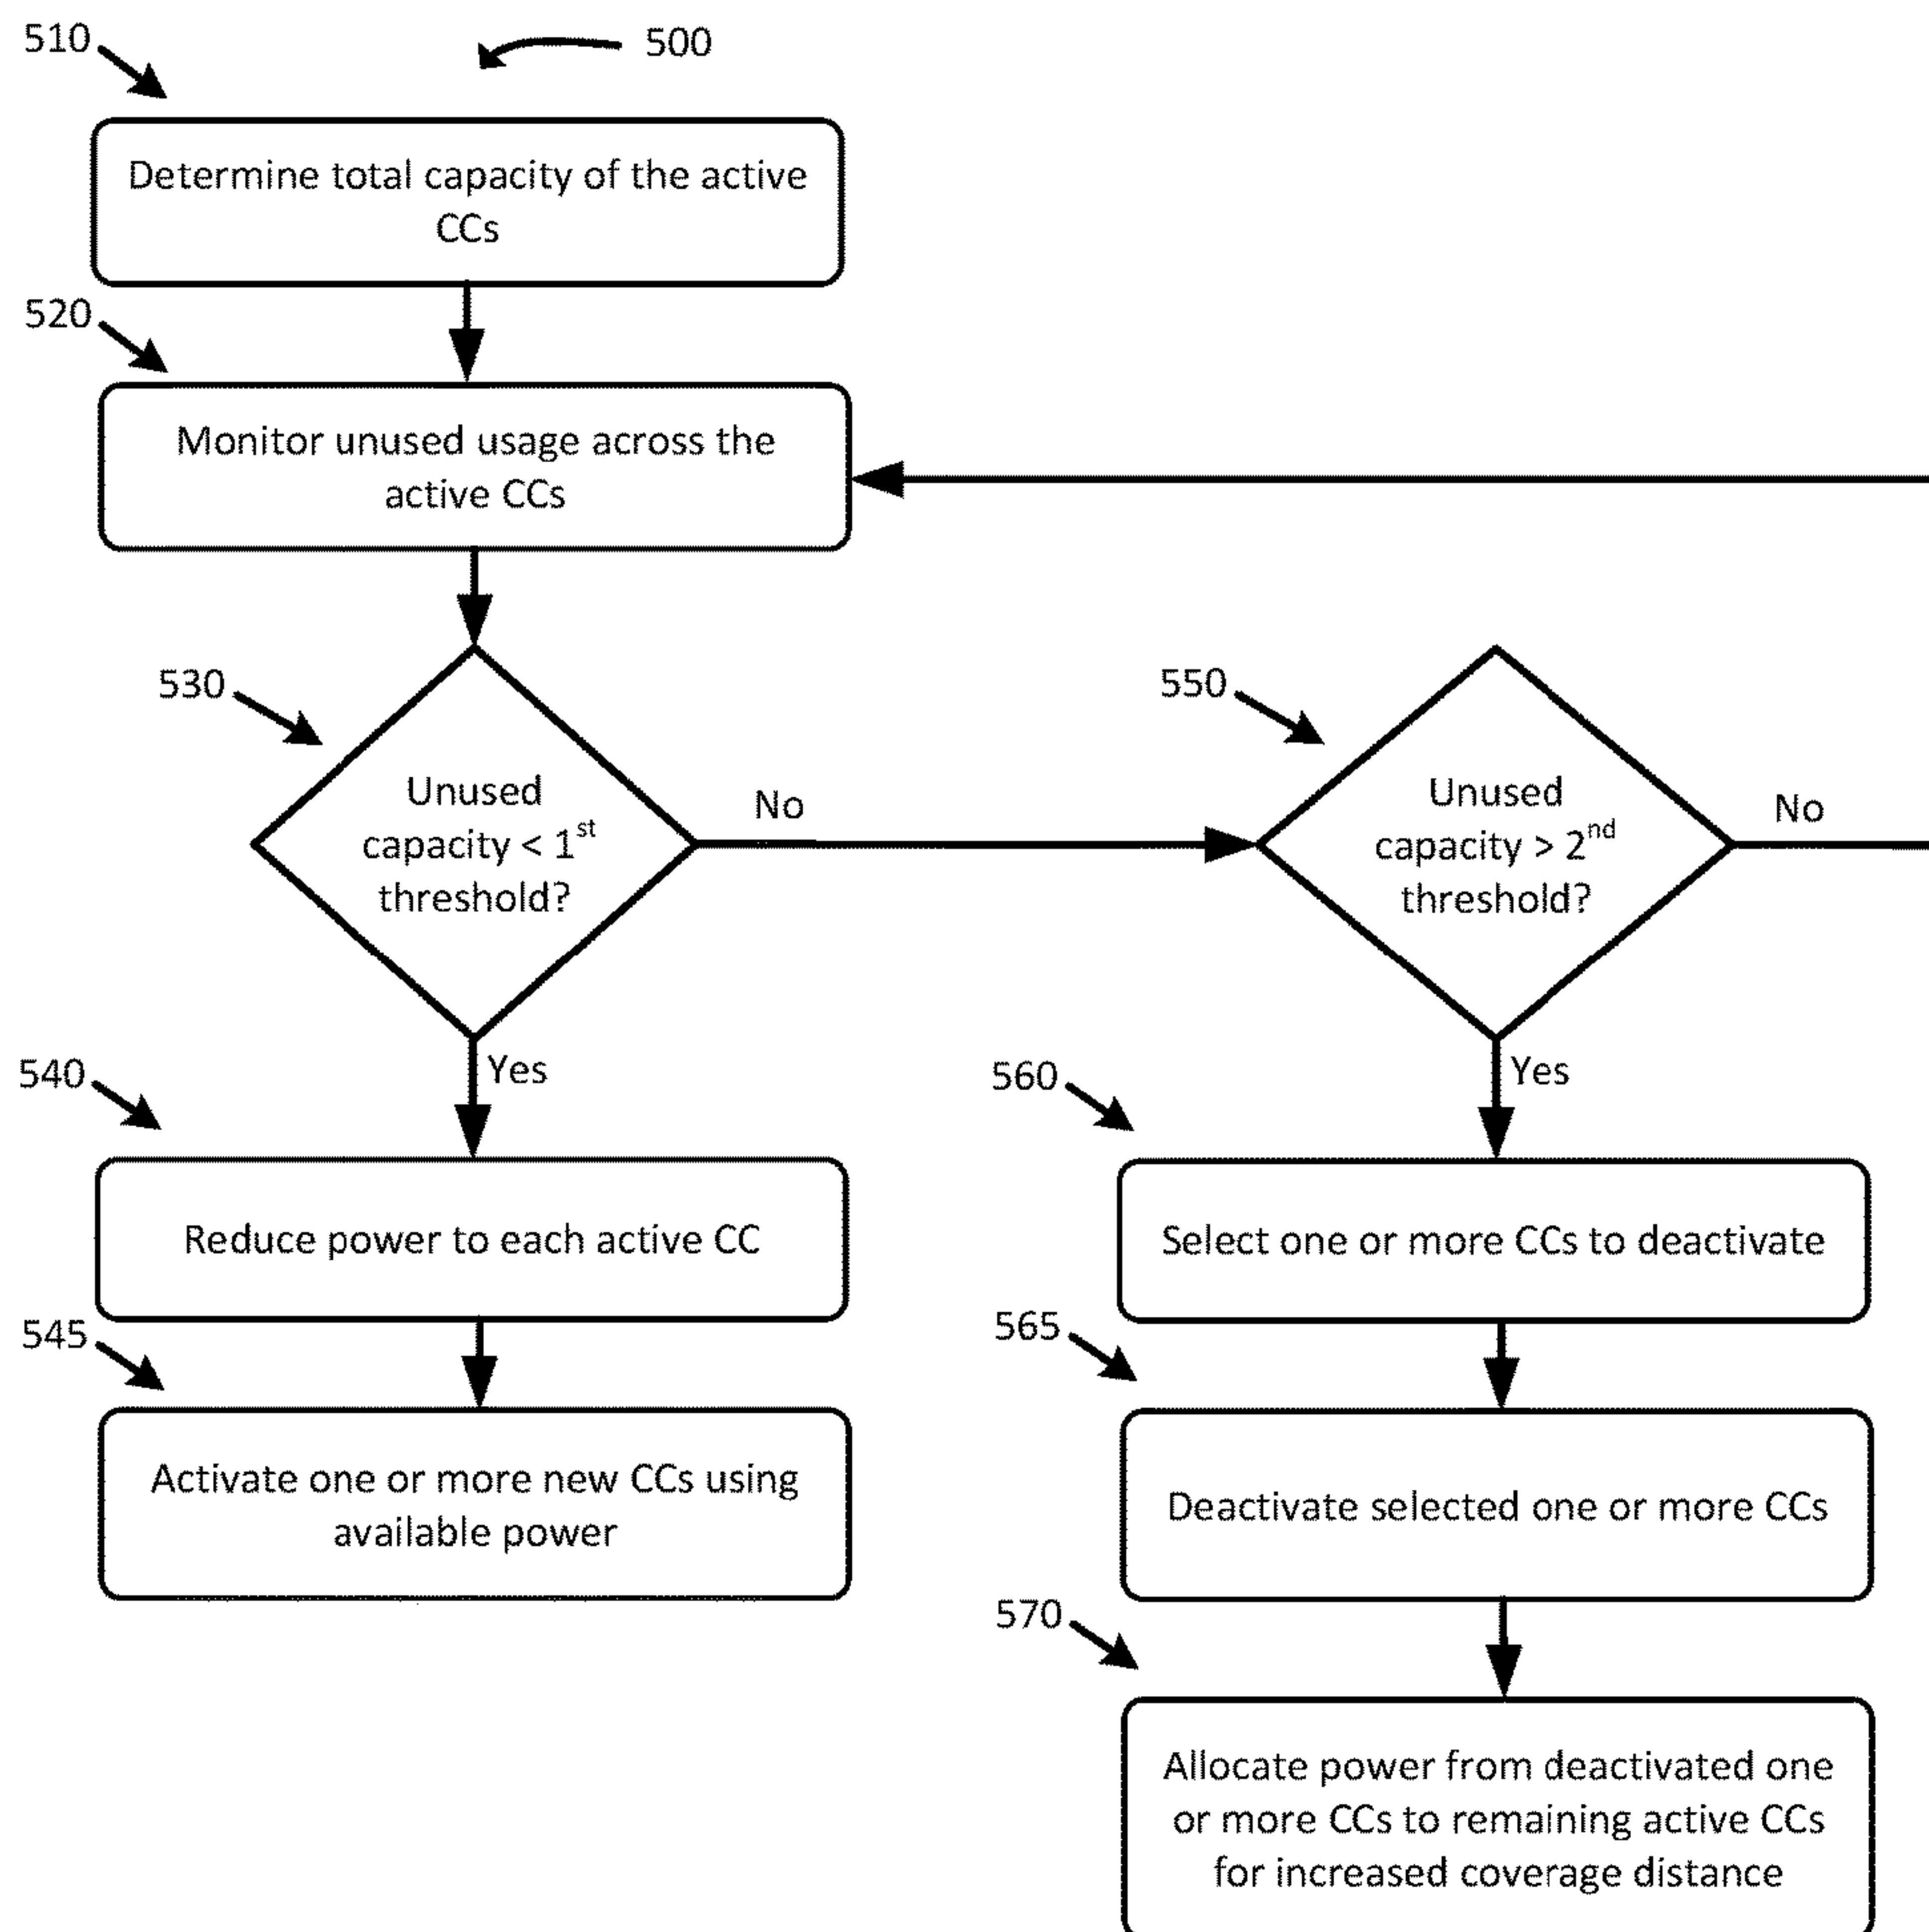 510
500
Determine total capacity of the active
CCs
520
Monitor unused usage across the
active CCs
530
Unused
capacity < 1st
threshold?
No
550
Unused
capacity > 2nd
threshold?
No
Yes
540
Reduce power to each active CC
545
Activate one or more new CCs using
available power
Yes
560
Select one or more CCs to deactivate
565
Deactivate selected one or more CCs
570
Allocate power from deactivated one
or more CCs to remaining active CCs
for increased coverage distance